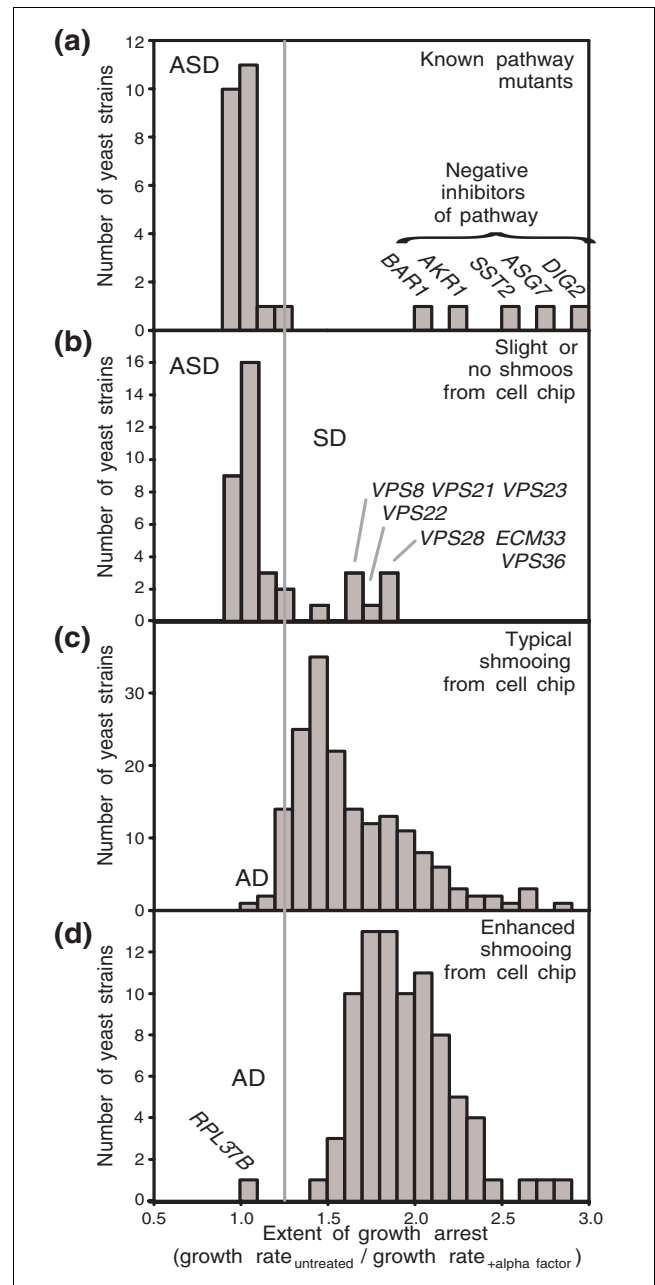 (a)
12
10
8
6
4
2
0
Number of yeast strains
ASD
Known pathway
mutants
Negative
inhibitors
of pathway
BAR1
AKR1
SST2
ASG7
DIG2
(b)
16
14
12
10
8
6
4
2
0
Number of yeast strains
ASD
Slight or
no shmoos
from cell chip
SD
VPS8 VPS21 VPS23
VPS22
VPS28 ECM33
VPS36
(c)
30
20
10
0
Number of yeast strains
Typical
shmooing
from cell chip
AD
(d)
12
10
8
6
4
2
0
Number of yeast strains
Enhanced
shmooing
from cell chip
AD
RPL37B
0.5 1.0 1.5 2.0 2.5 3.0
Extent of growth arrest
(growth rate untreated / growth rate +alpha factor )